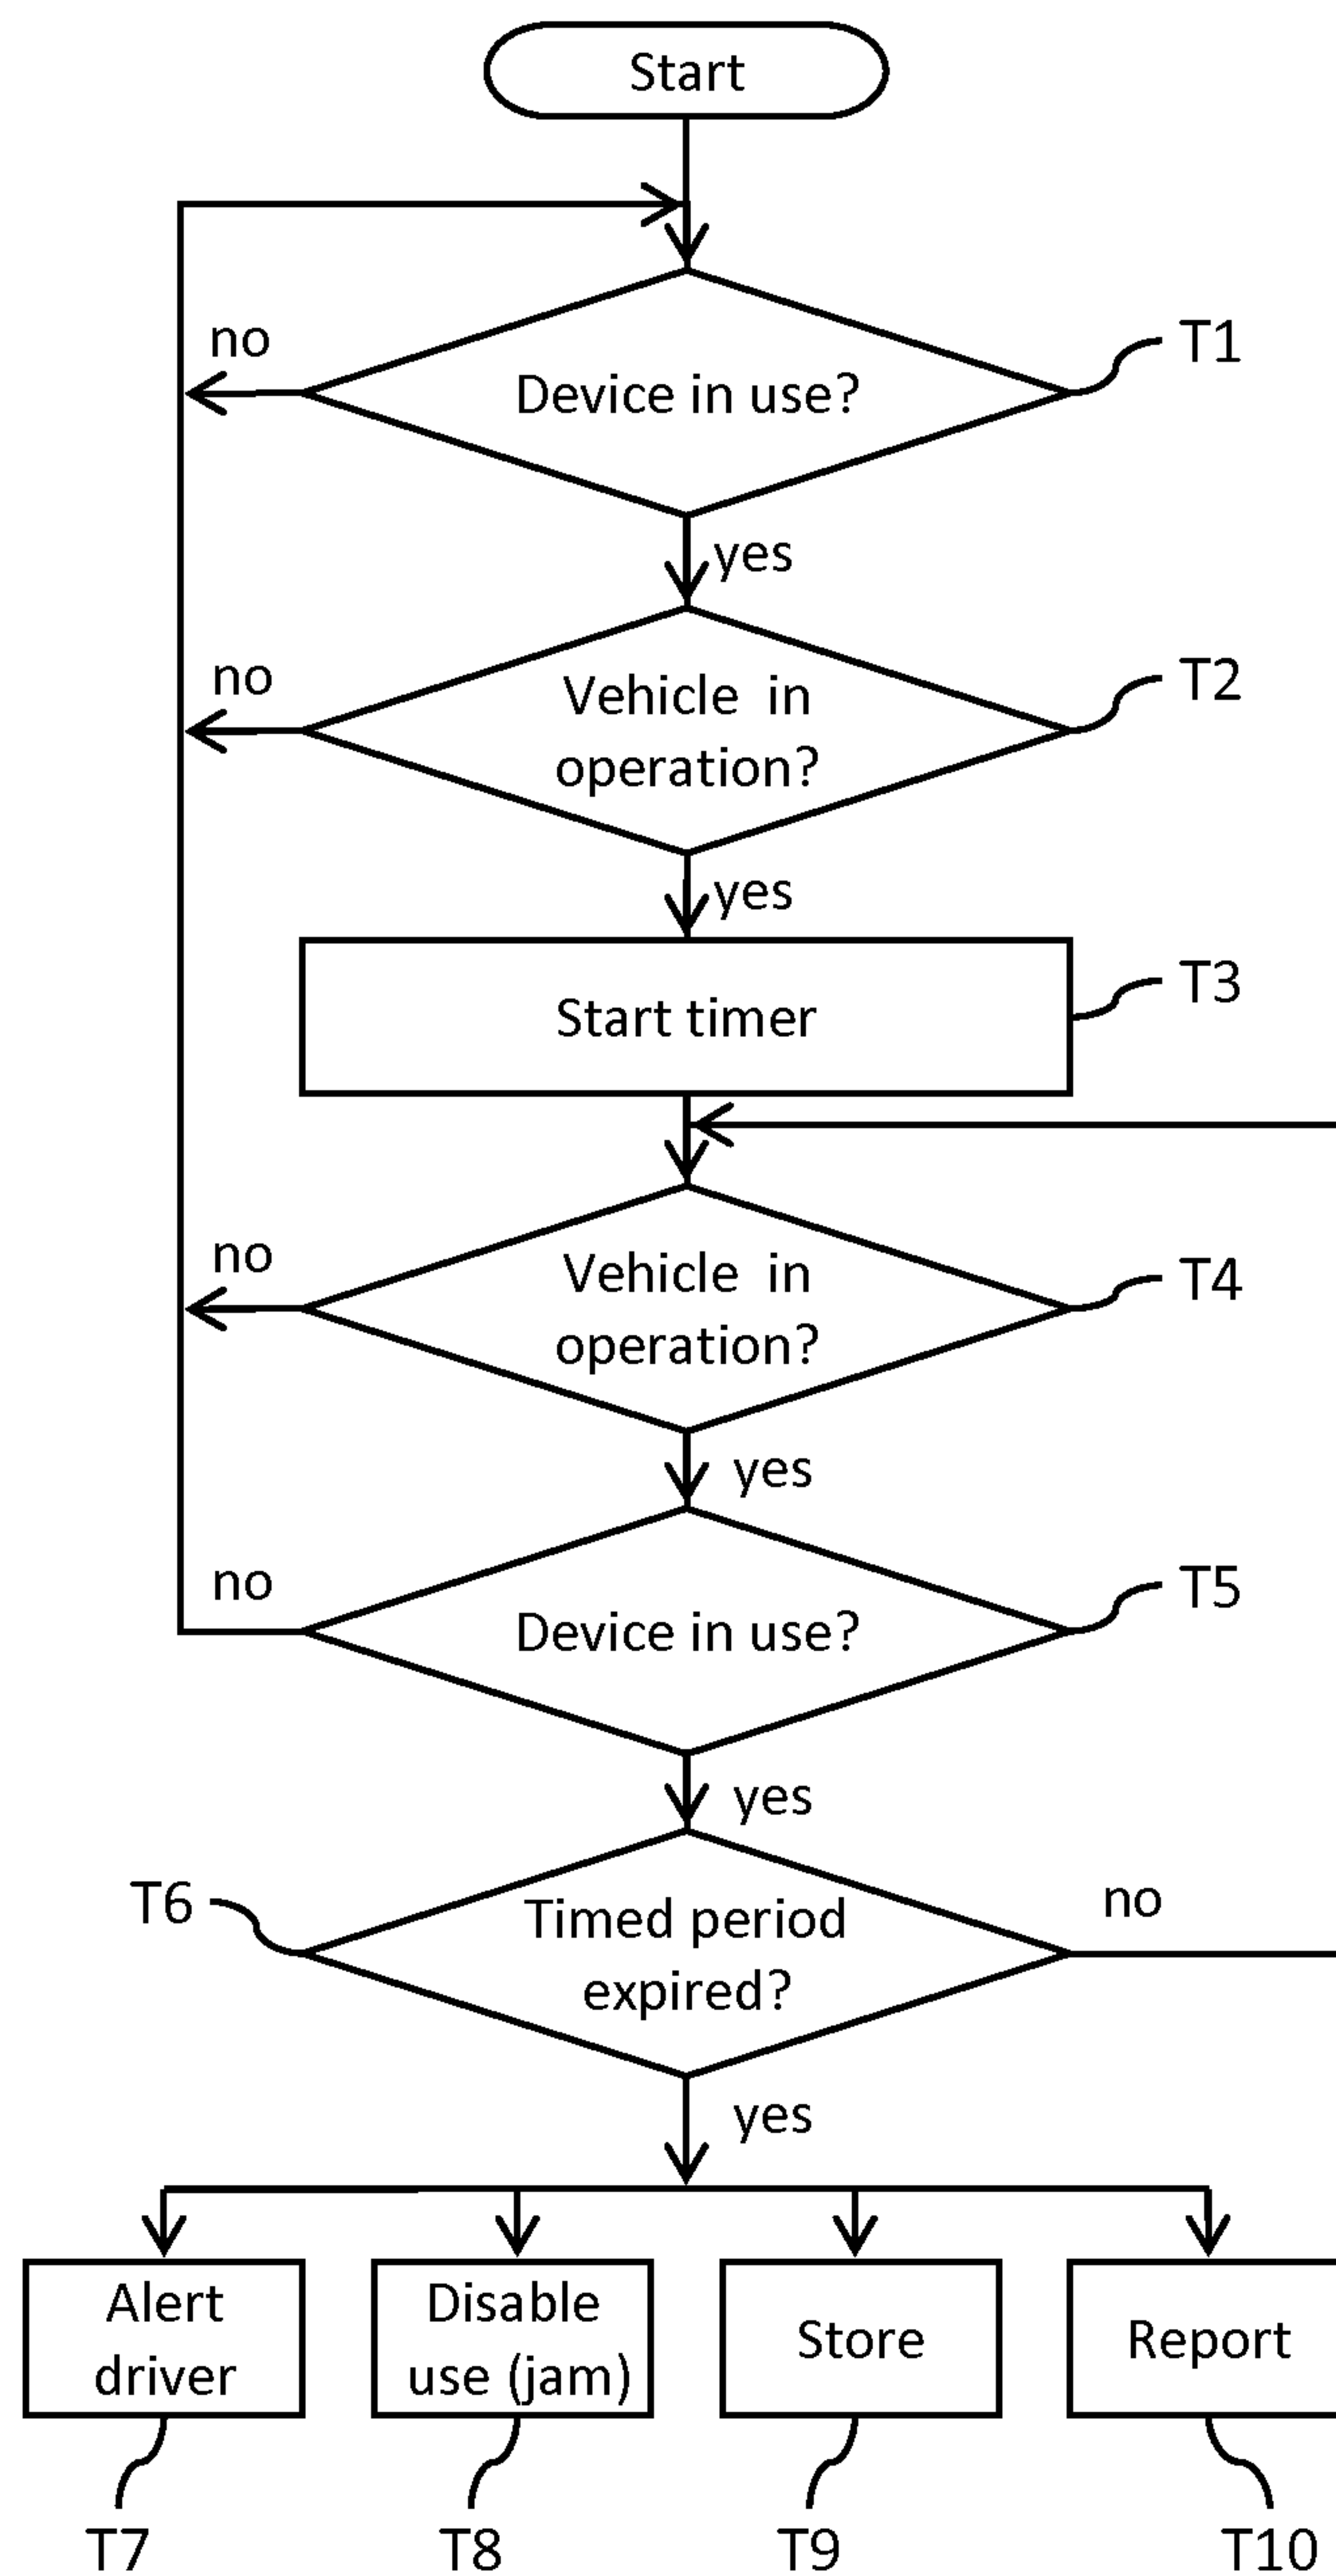 Start
no
Device in use?
T1
yes
no
Vehicle in
operation?
T2
yes
Start timer
T3
no
Vehicle in
operation?
T4
yes
no
Device in use?
T5
yes
T6
Timed period
expired?
no
yes
Alert
driver
Disable
use (jam)
Store
Report
T7
T8
T9
T10